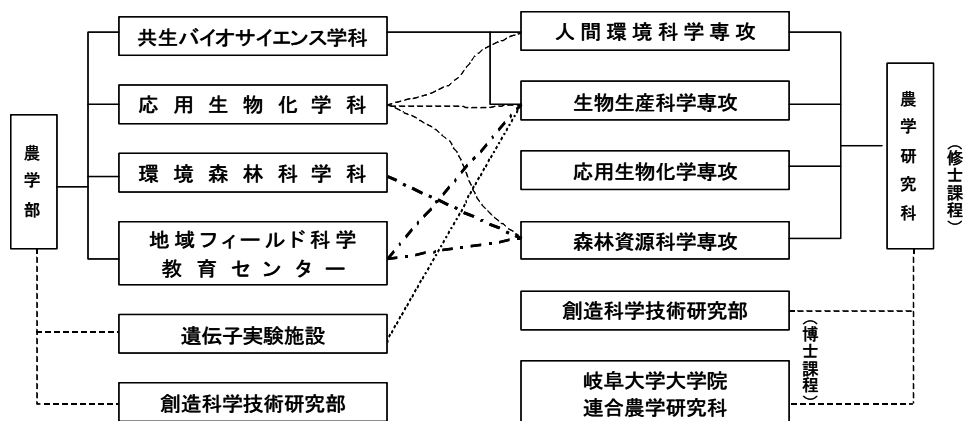 農学部
共生バイオサイエンス学科
応用生物化学科
環境森林科学科
地域フィールド科学
教育センター
遺伝子実験施設
創造科学技術研究部
人間環境科学専攻
生物生産科学専攻
応用生物化学専攻
森林資源科学専攻
創造科学技術研究部
岐阜大学大学院
連合農学研究科
(博士課程)
農学研究科
(修士課程)